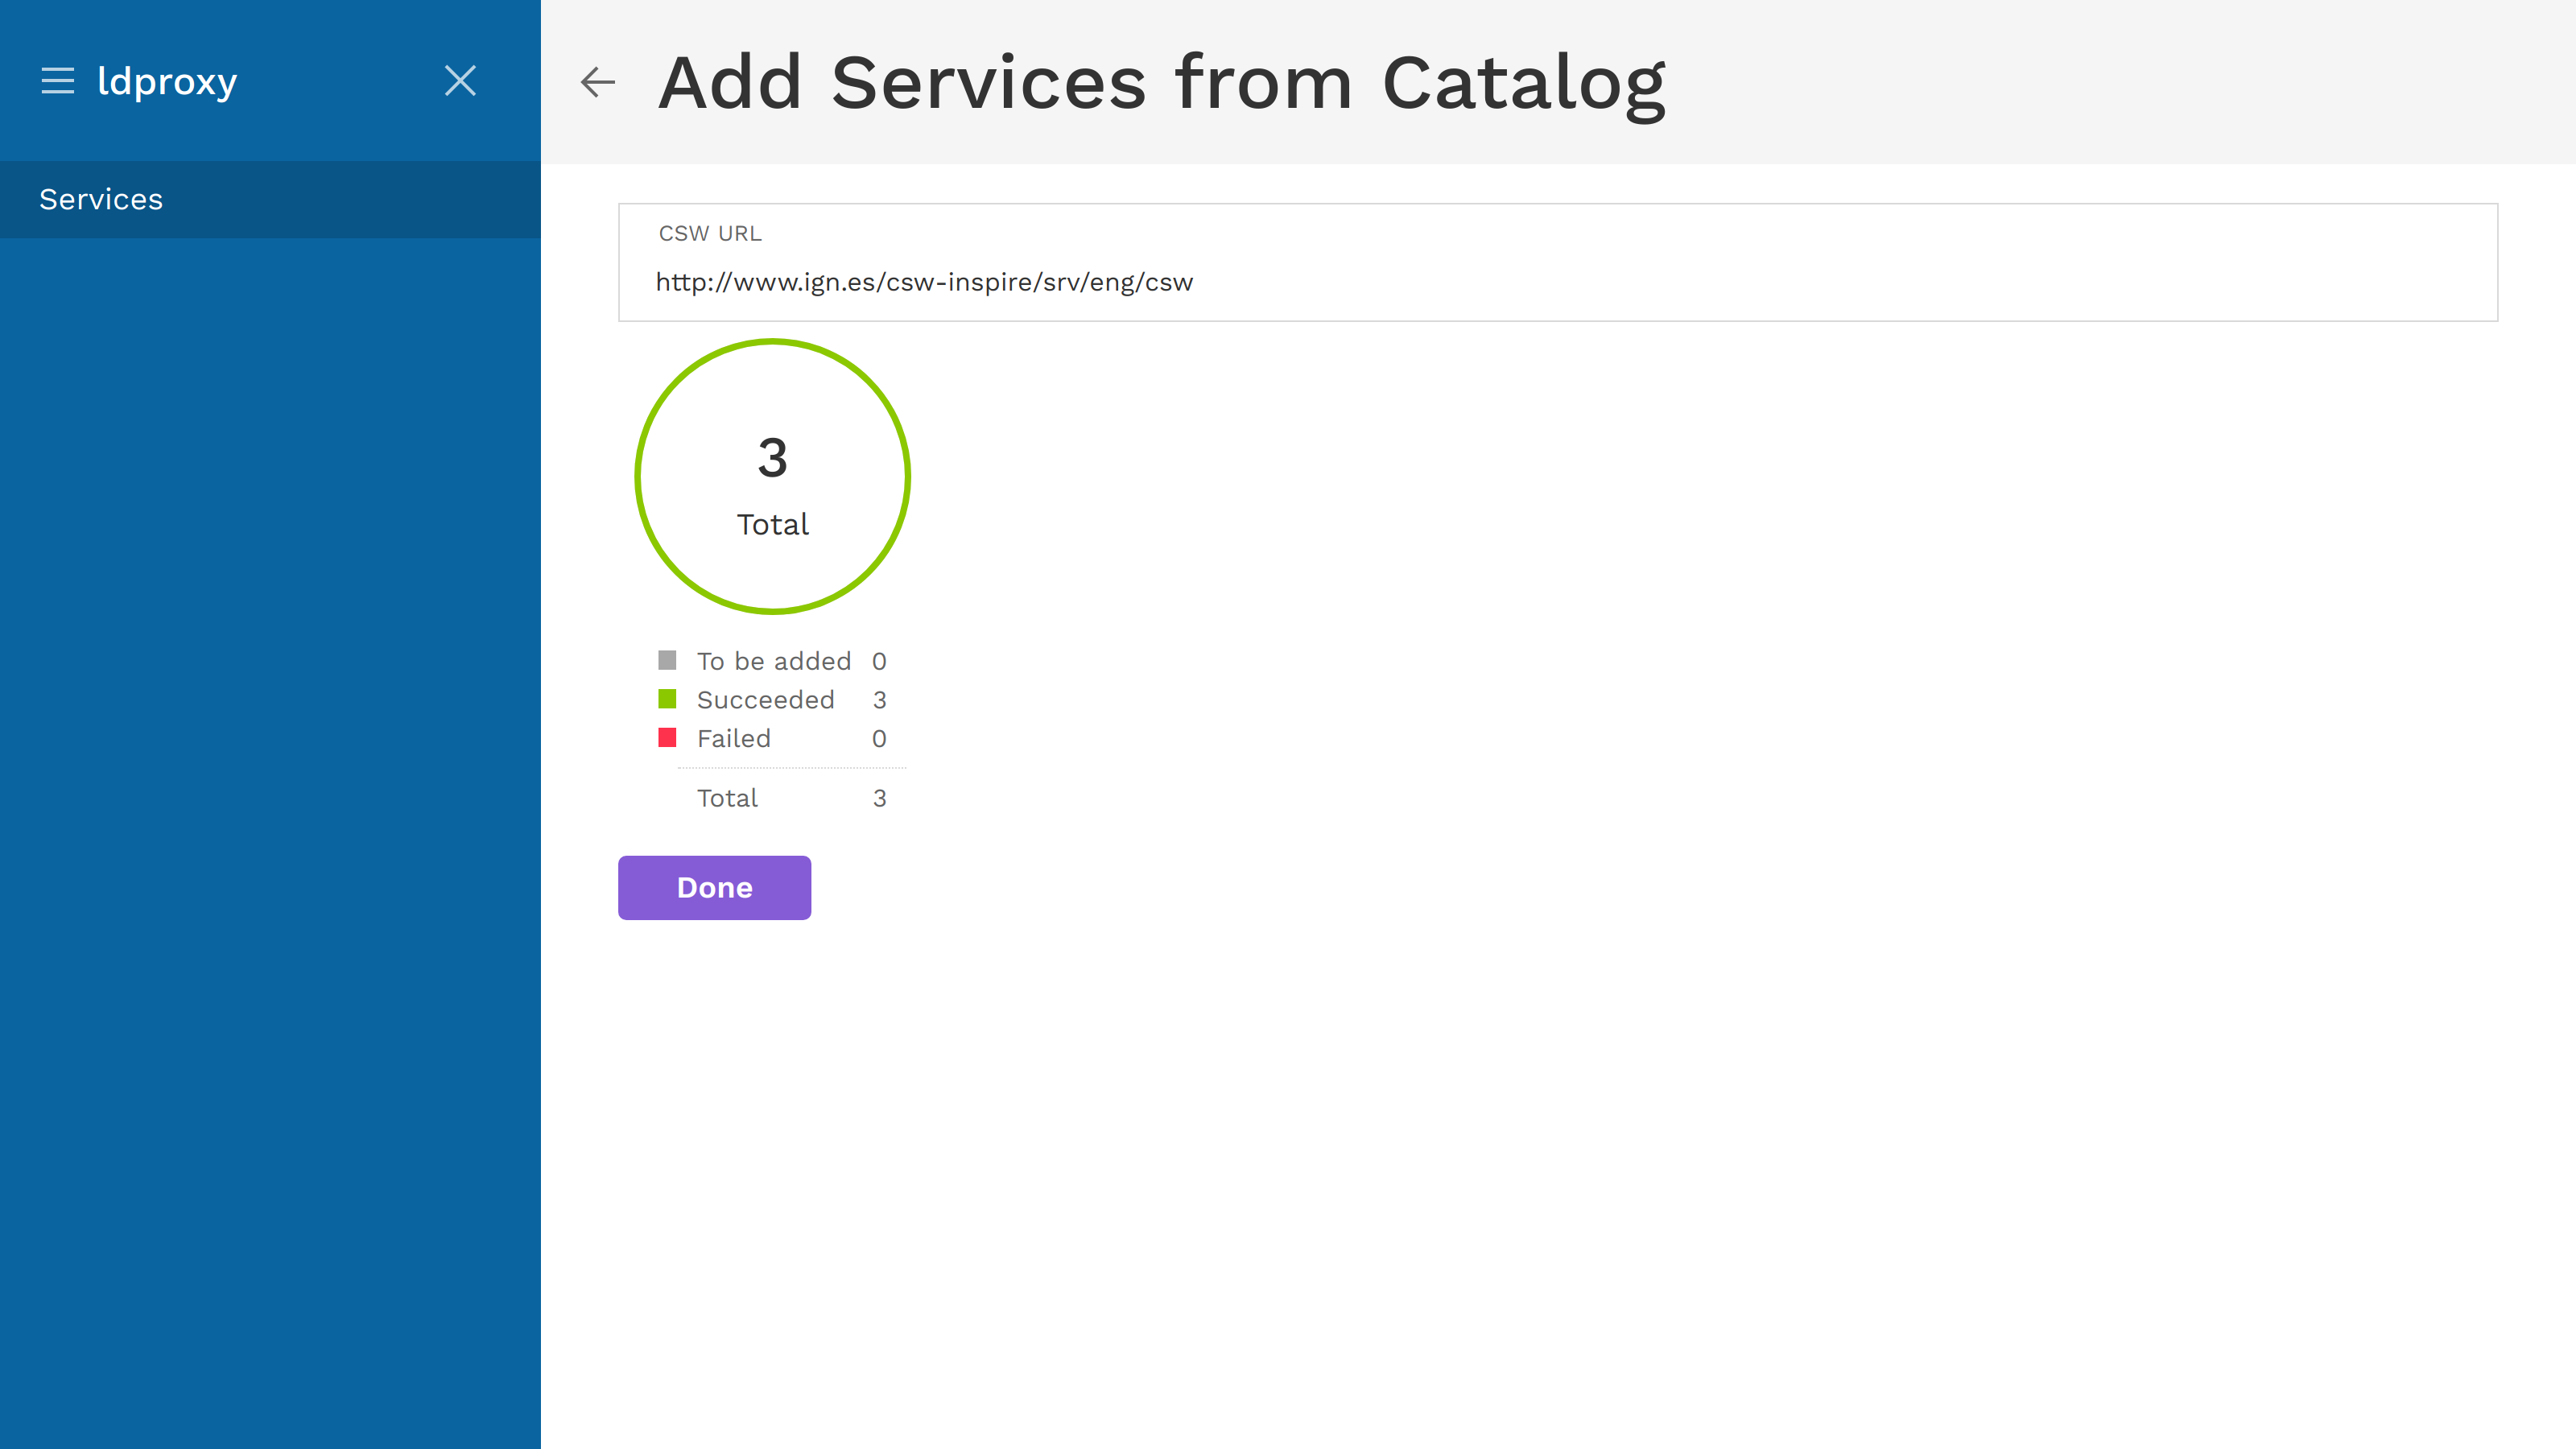 ldproxy
Services
Add Services from Catalog
CSW URL
http://www.ign.es/csw-inspire/srv/eng/csw
3
Total
To be added 0
Succeeded 3
Failed 0
Total 3
Done